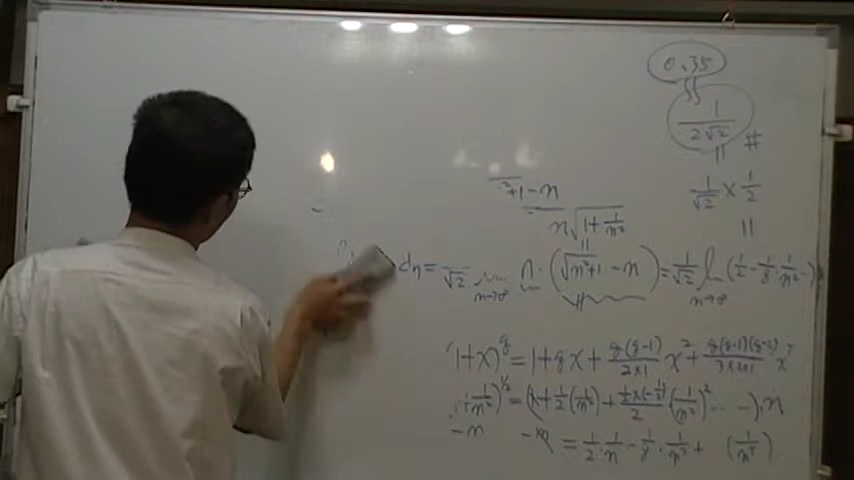 0.35
1/(2√2) #
1/√2 × 1/2
²+1 - n
n√(1+1/n²)
dn = /√2 n→∞ n·(√(n²+1) - n) = 1/√2 n→∞ (1/2 - 1/8·1/n² -)
1+x)^g = 1+gx + g(g-1)/(2×1) x² + g(g-1)(g-2)/(3×2×1) x³
1+1/n²)^(1/2) = (1+1/2(1/n²) + (1/2×(-1/2))/2 (1/n²)² ‥ -)·n
-n -n = 1/2·1/n - 1/8·1/n³ + (1/n⁵)